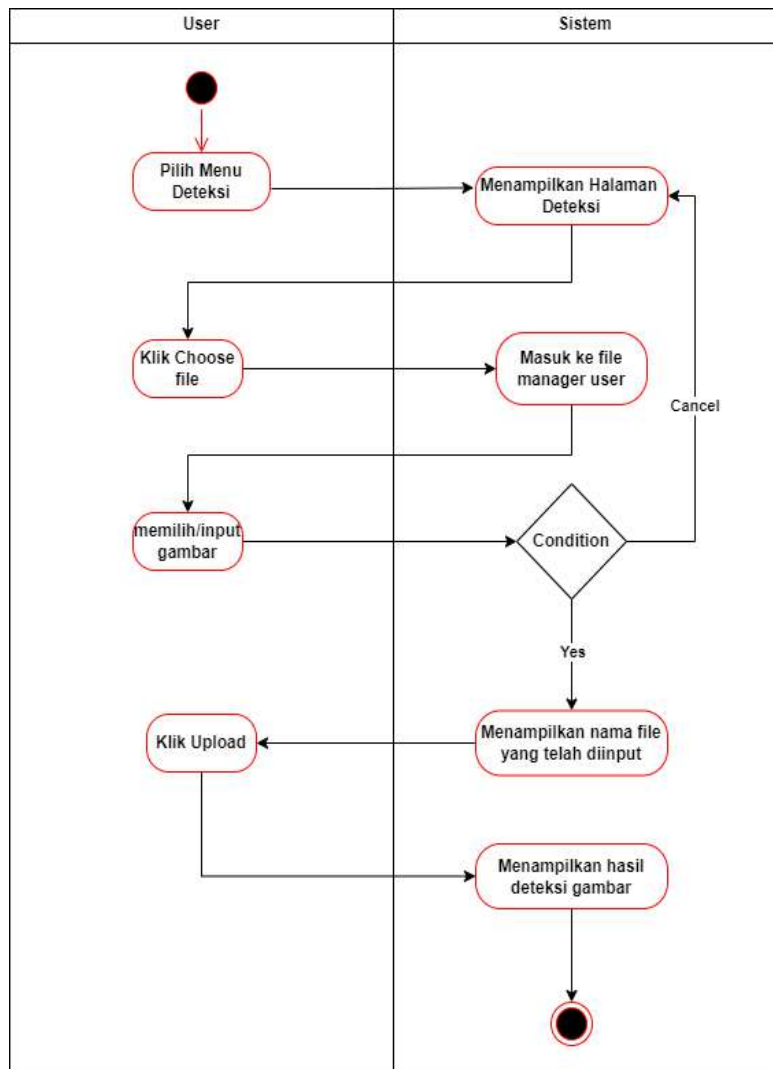 User
Sistem
Pilih Menu
Deteksi
Menampilkan Halaman
Deteksi
Klik Choose
file
Masuk ke file
manager user
Cancel
memilih/input
gambar
Condition
Yes
Klik Upload
Menampilkan nama file
yang telah diinput
Menampilkan hasil
deteksi gambar